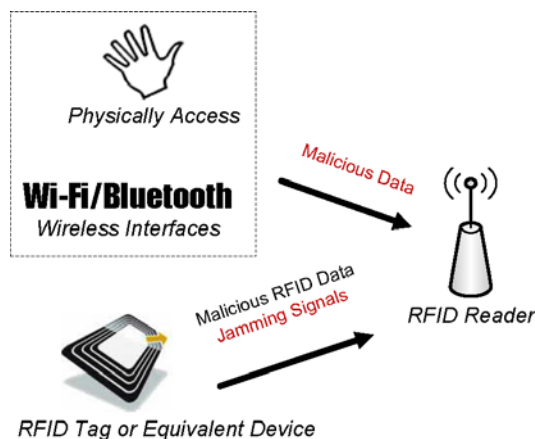 Physically Access
Wi-Fi/Bluetooth
Wireless Interfaces
Malicious Data
RFID Reader
Malicious RFID Data
Jamming Signals
RFID Tag or Equivalent Device